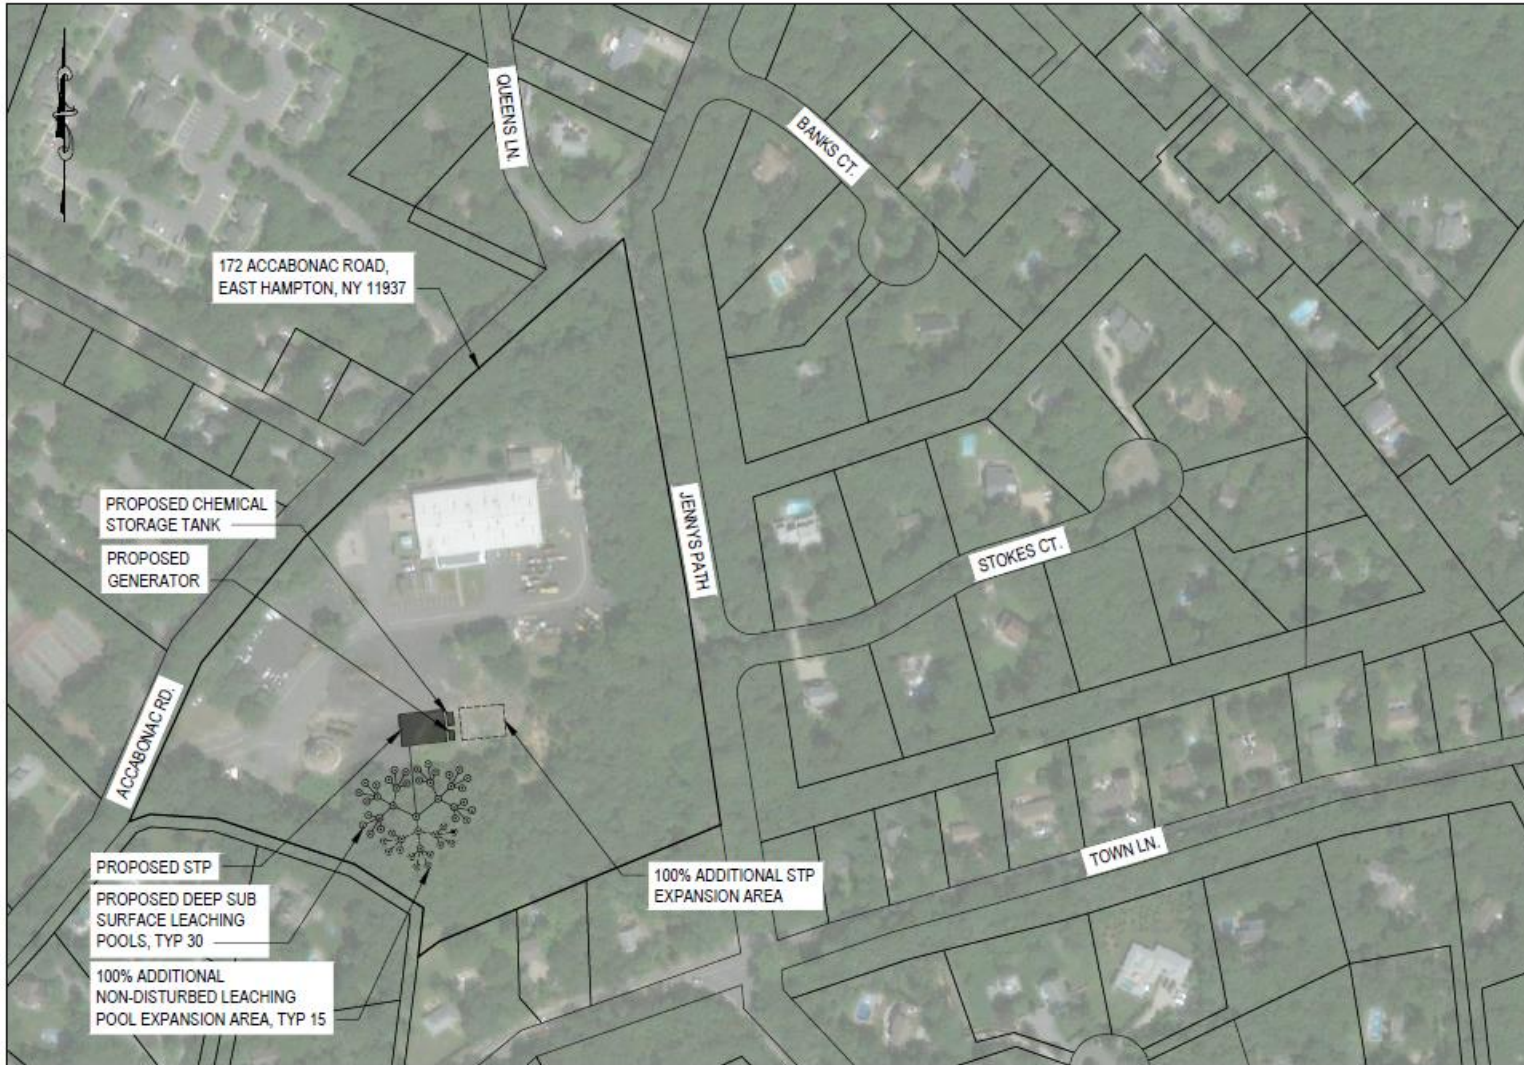 QUEENS LN.
BANKS CT.
172 ACCABONAC ROAD,
EAST HAMPTON, NY 11937
PROPOSED CHEMICAL
STORAGE TANK
PROPOSED
GENERATOR
JENNYS PATH
STOKES CT.
ACCABONAC RD.
TOWN LN.
PROPOSED STP
100% ADDITIONAL STP
EXPANSION AREA
PROPOSED DEEP SUB
SURFACE LEACHING
POOLS, TYP 30
100% ADDITIONAL
NON-DISTURBED LEACHING
POOL EXPANSION AREA, TYP 15